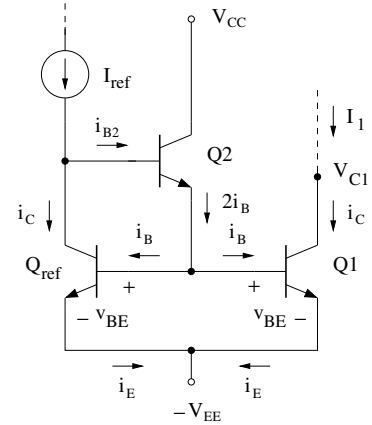 V_CC
I_ref
i_B2
I_1
Q2
V_C1
i_C
2i_B
i_C
i_B
i_B
Q_ref
Q1
+
+
− v_BE
v_BE −
i_E
i_E
−V_EE